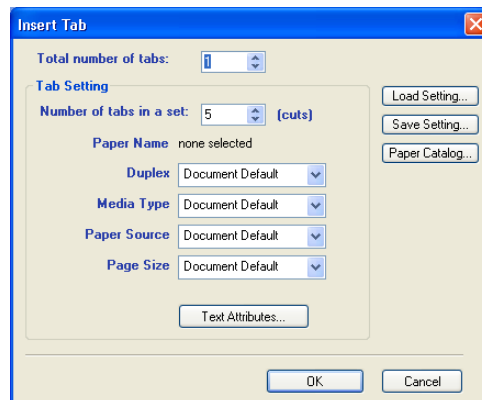 Insert Tab
Total number of tabs: 1
Tab Setting
Number of tabs in a set: 5 (cuts)
Load Setting...
Save Setting...
Paper Name none selected
Paper Catalog...
Duplex Document Default
Media Type Document Default
Paper Source Document Default
Page Size Document Default
Text Attributes...
OK Cancel